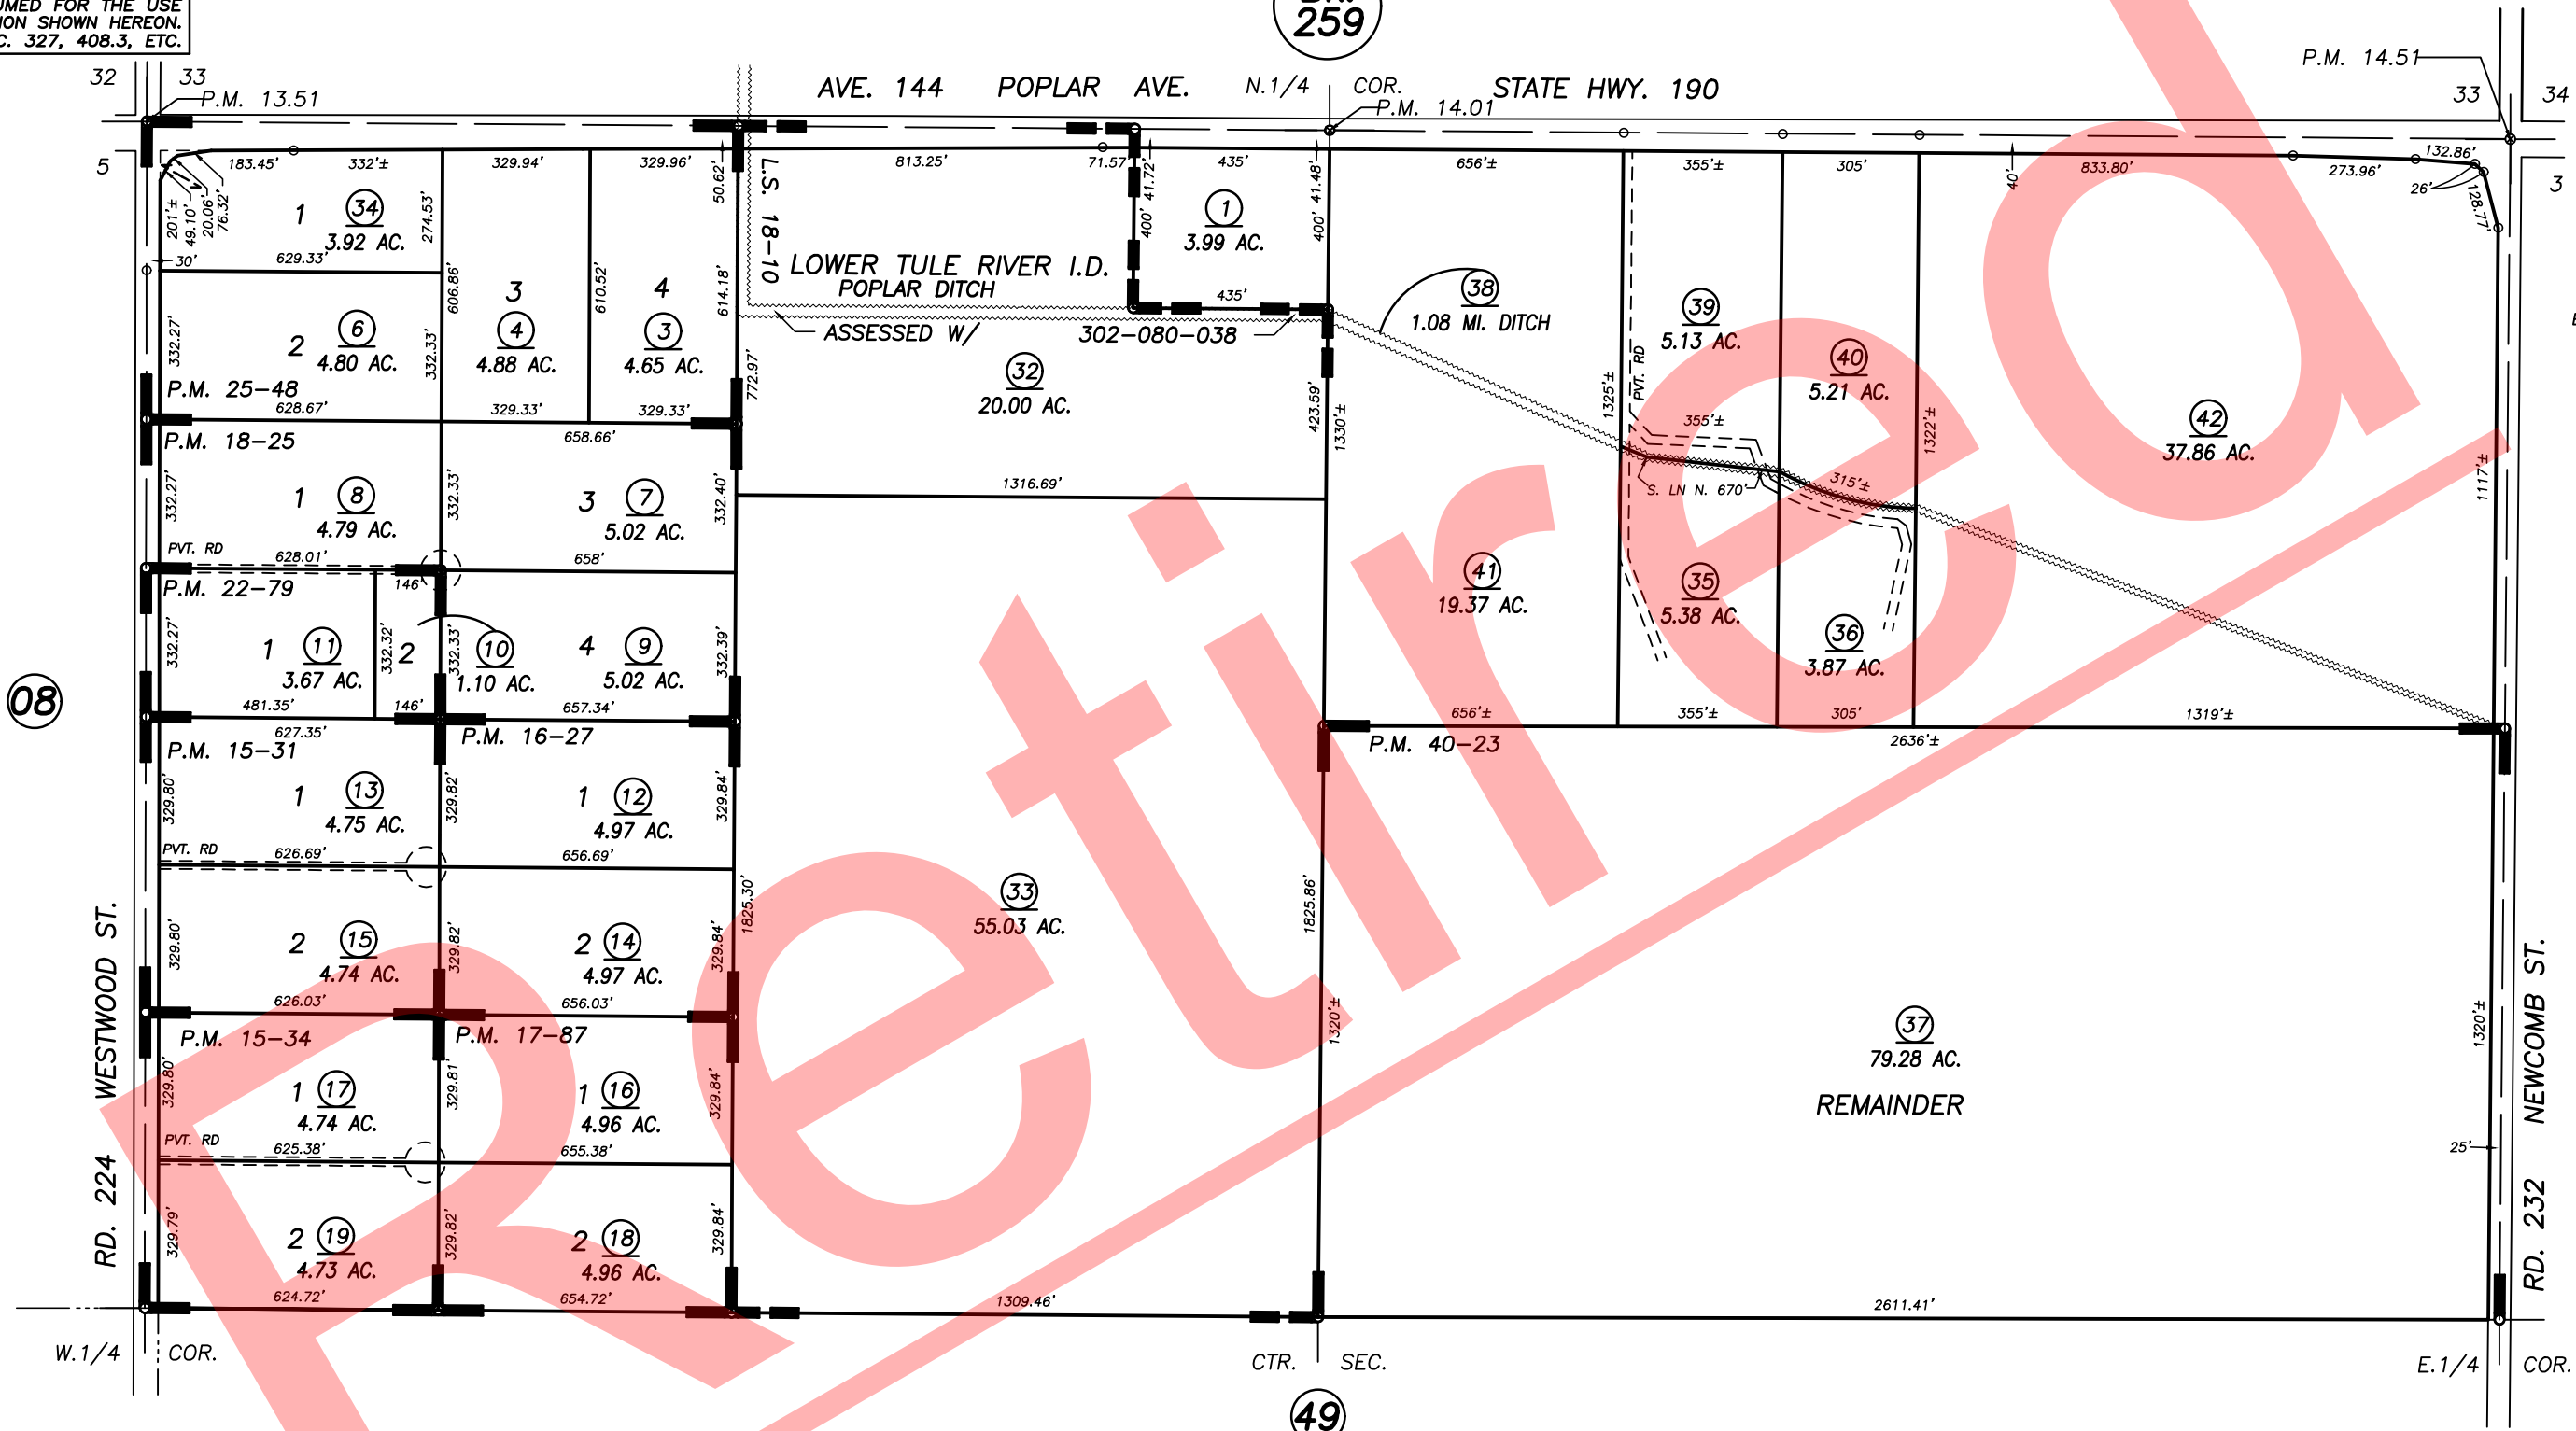 UMED FOR THE USE
ION SHOWN HEREON.
C. 327, 408.3, ETC.
259
32
33
P.M. 13.51
AVE. 144 POPLAR AVE.
N.1/4 COR.
P.M. 14.01
STATE HWY. 190
P.M. 14.51
33
34
5
3
183.45'
332'±
329.94'
329.96'
50.62'
813.25'
71.57'
41.72'
435'
41.48'
656'±
355'±
305'
40'
833.80'
273.96'
132.86'
26'
128.77'
201'±
49.10'
20.06'
76.32'
30'
1
34
3.92 AC.
274.53'
629.33'
L.S. 18-10
400'
1
3.99 AC.
400'
435'
LOWER TULE RIVER I.D.
POPLAR DITCH
ASSESSED W/ 302-080-038
2
6
4.80 AC.
332.27'
332.33'
628.67'
606.86'
3
4
4.88 AC.
329.33'
610.52'
4
3
4.65 AC.
329.33'
614.18'
772.97'
32
20.00 AC.
1316.69'
423.59'
1330'±
38
1.08 MI. DITCH
1325'±
PVT. RD
39
5.13 AC.
355'±
S. LN N. 670'
40
5.21 AC.
315'±
1322'±
42
37.86 AC.
1117'±
P.M. 25-48
P.M. 18-25
658.66'
332.27'
1
8
4.79 AC.
332.33'
3
7
5.02 AC.
332.40'
PVT. RD
628.01'
146'
658'
P.M. 22-79
332.27'
1
11
3.67 AC.
332.32'
2
332.33'
10
1.10 AC.
4
9
5.02 AC.
332.39'
481.35'
146'
657.34'
627.35'
41
19.37 AC.
35
5.38 AC.
36
3.87 AC.
656'±
355'±
305'
1319'±
P.M. 40-23
2636'±
08
P.M. 15-31
P.M. 16-27
329.80'
1
13
4.75 AC.
329.82'
1
12
4.97 AC.
329.84'
PVT. RD
626.69'
656.69'
329.80'
2
15
4.74 AC.
329.82'
2
14
4.97 AC.
329.84'
1825.30'
33
55.03 AC.
1825.86'
1320'±
37
79.28 AC.
REMAINDER
1320'±
25'
626.03'
656.03'
P.M. 15-34
P.M. 17-87
329.80'
1
17
4.74 AC.
329.81'
1
16
4.96 AC.
329.84'
PVT. RD
625.38'
655.38'
329.79'
2
19
4.73 AC.
329.82'
2
18
4.96 AC.
329.84'
624.72'
654.72'
1309.46'
2611.41'
RD. 224 WESTWOOD ST.
RD. 232 NEWCOMB ST.
W.1/4 COR.
CTR. SEC.
E.1/4 COR.
49
Retired